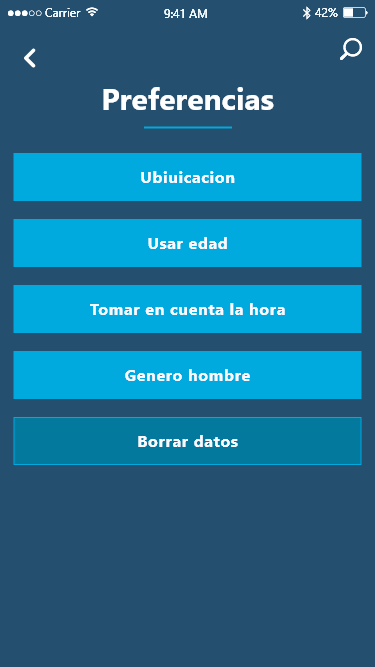 Carrier 9:41 AM 42%
Preferencias
Ubiuicacion
Usar edad
Tomar en cuenta la hora
Genero hombre
Borrar datos